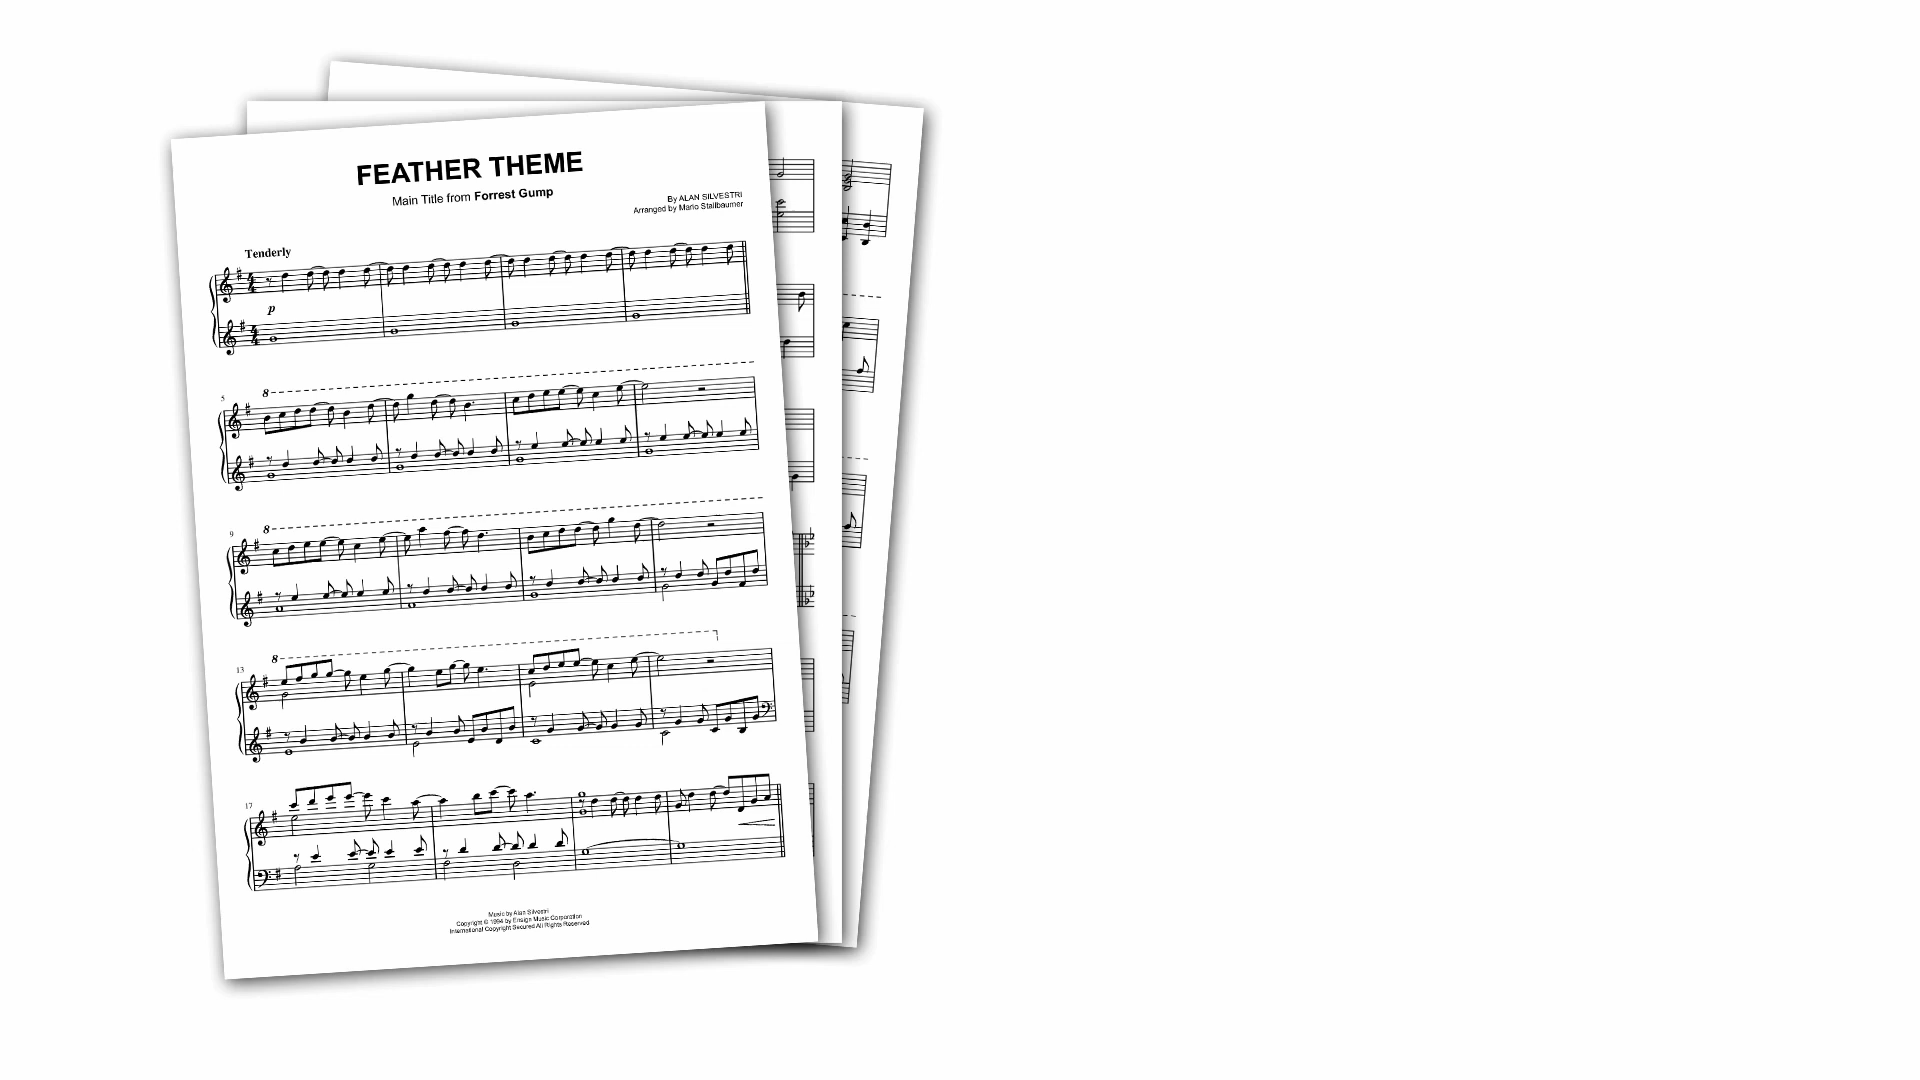 FEATHER THEME
Main Title from Forrest Gump
By ALAN SILVESTRI
Arranged by Mario Stallbaumer
Tenderly
p
8
5
8
9
8
13
17
Music by Alan Silvestri
Copyright © 1994 by Ensign Music Corporation
International Copyright Secured All Rights Reserved